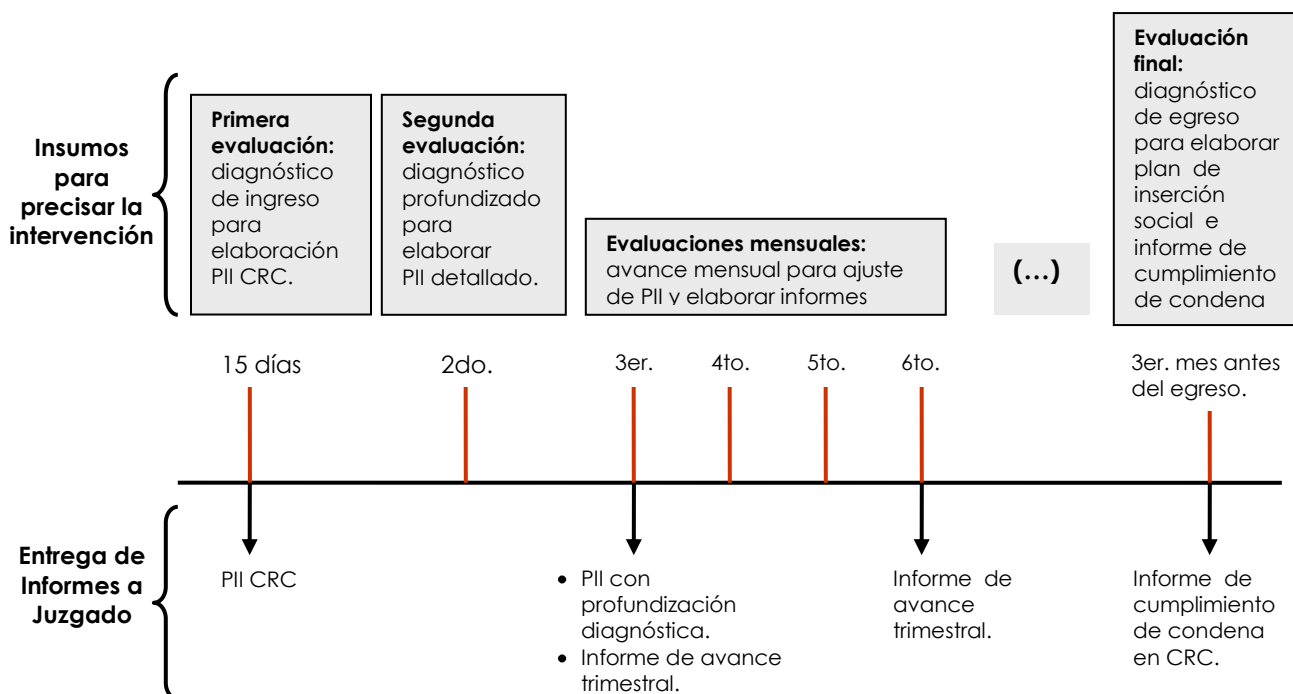 Insumos
para
precisar la
intervención
Primera
evaluación:
diagnóstico
de ingreso
para
elaboración
PII CRC.
Segunda
evaluación:
diagnóstico
profundizado
para
elaborar
PII detallado.
Evaluaciones mensuales:
avance mensual para ajuste
de PII y elaborar informes
(...)
Evaluación
final:
diagnóstico
de egreso
para elaborar
plan de
inserción
social e
informe de
cumplimiento
de condena
15 días
2do.
3er.
4to.
5to.
6to.
3er. mes antes
del egreso.
Entrega de
Informes a
Juzgado
PII CRC
• PII con
profundización
diagnóstica.
• Informe de avance
trimestral.
Informe de
avance
trimestral.
Informe de
cumplimiento
de condena
en CRC.